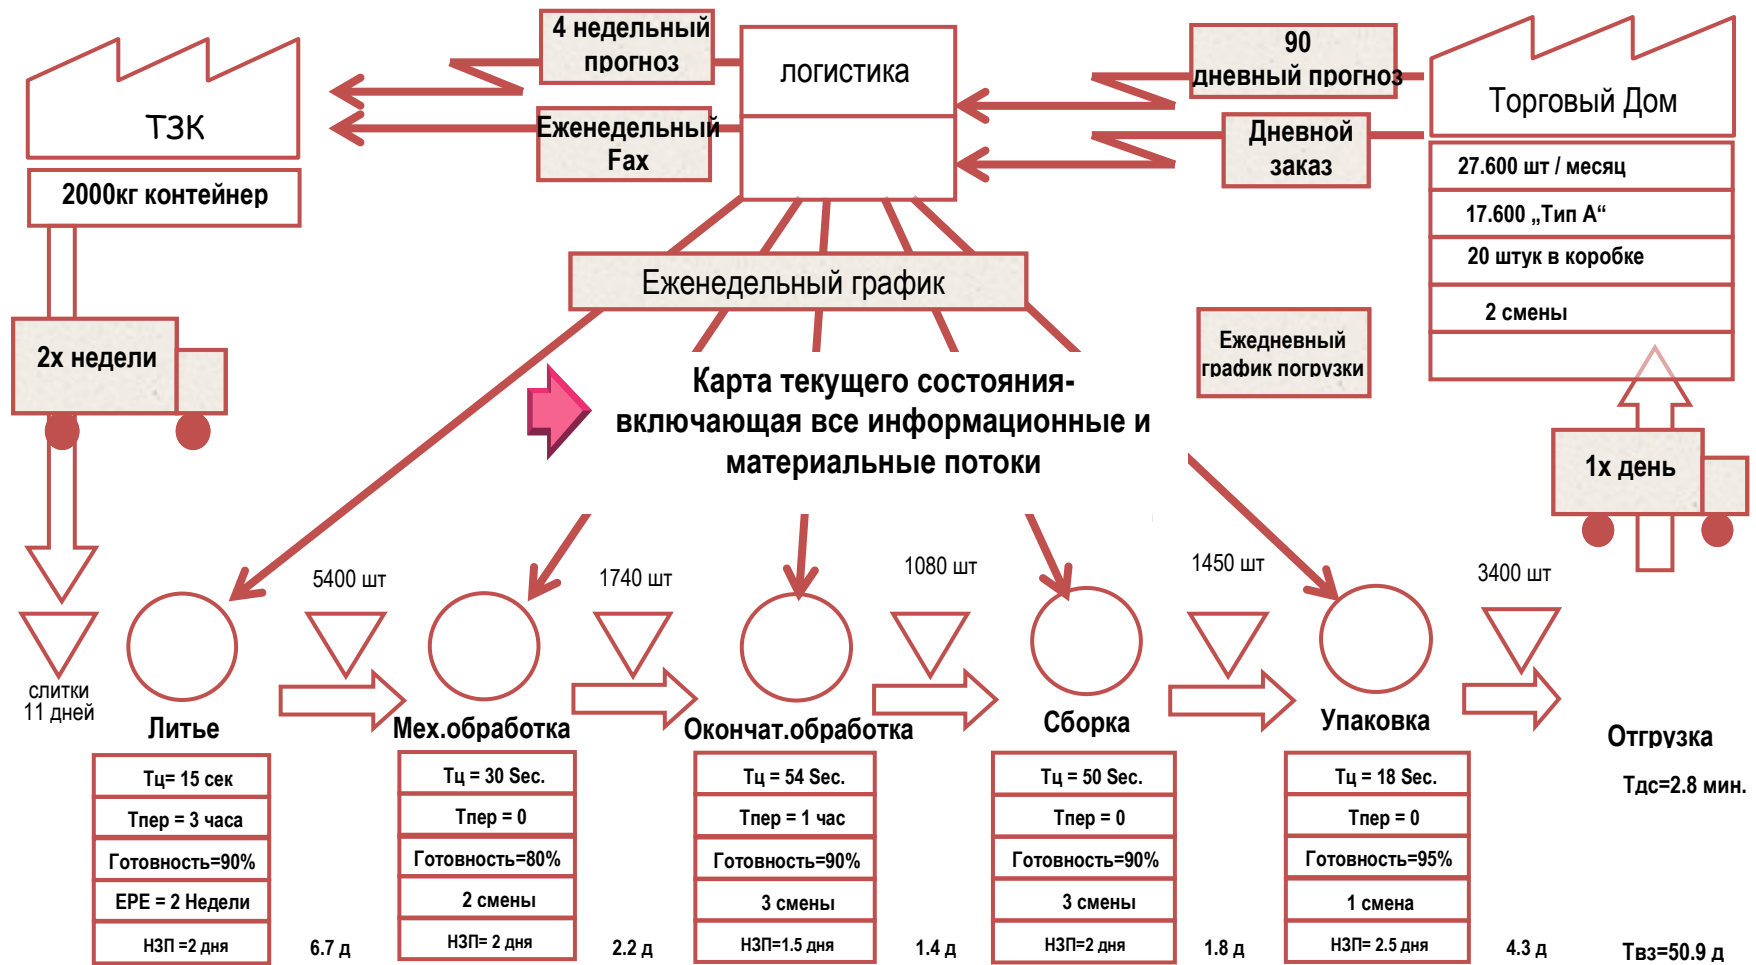 4 недельный
прогноз
логистика
90
дневный прогноз
ТЗК
Торговый Дом
Еженедельный
Fax
Дневной
заказ
2000кг контейнер
27.600 шт / месяц
17.600 „Тип А“
20 штук в коробке
2 смены
Еженедельный график
2х недели
Ежедневный
график погрузки
Карта текущего состояния-
включающая все информационные и
материальные потоки
1х день
5400 шт
1740 шт
1080 шт
1450 шт
3400 шт
слитки
11 дней
Литье
Мех.обработка
Окончат.обработка
Сборка
Упаковка
Отгрузка
Тц= 15 сек
Тпер = 3 часа
Готовность=90%
EPE = 2 Недели
НЗП =2 дня
6.7 д
Тц = 30 Sec.
Тпер = 0
Готовность=80%
2 смены
НЗП= 2 дня
2.2 д
Тц = 54 Sec.
Тпер = 1 час
Готовность=90%
3 смены
НЗП=1.5 дня
1.4 д
Тц = 50 Sec.
Тпер = 0
Готовность=90%
3 смены
НЗП=2 дня
1.8 д
Тц = 18 Sec.
Тпер = 0
Готовность=95%
1 смена
НЗП= 2.5 дня
4.3 д
Тдс=2.8 мин.
Твз=50.9 д